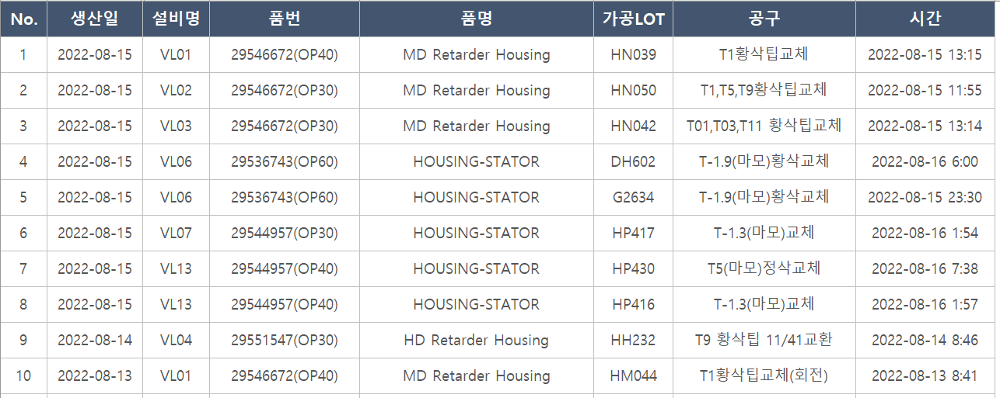 No. 생산일 설비명 품번 품명 가공LOT 공구 시간
1 2022-08-15 VL01 29546672(OP40) MD Retarder Housing HN039 T1황삭팁교체 2022-08-15 13:15
2 2022-08-15 VL02 29546672(OP30) MD Retarder Housing HN050 T1,T5,T9황삭팁교체 2022-08-15 11:55
3 2022-08-15 VL03 29546672(OP30) MD Retarder Housing HN042 T01,T03,T11 황삭팁교체 2022-08-15 13:14
4 2022-08-15 VL06 29536743(OP60) HOUSING-STATOR DH602 T-1.9(마모)황삭교체 2022-08-16 6:00
5 2022-08-15 VL06 29536743(OP60) HOUSING-STATOR G2634 T-1.9(마모)황삭교체 2022-08-15 23:30
6 2022-08-15 VL07 29544957(OP30) HOUSING-STATOR HP417 T-1.3(마모)교체 2022-08-16 1:54
7 2022-08-15 VL13 29544957(OP40) HOUSING-STATOR HP430 T5(마모)정삭교체 2022-08-16 7:38
8 2022-08-15 VL13 29544957(OP40) HOUSING-STATOR HP416 T-1.3(마모)교체 2022-08-16 1:57
9 2022-08-14 VL04 29551547(OP30) HD Retarder Housing HH232 T9 황삭팁 11/41교환 2022-08-14 8:46
10 2022-08-13 VL01 29546672(OP40) MD Retarder Housing HM044 T1황삭팁교체(회전) 2022-08-13 8:41